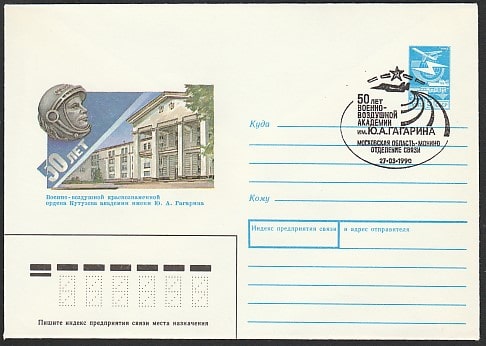 50 ЛЕТ
Военно-воздушной краснознаменной
ордена Кутузова академии имени Ю. А. Гагарина
50 ЛЕТ
ВОЕННО-
ВОЗДУШНОЙ
АКАДЕМИИ
ИМ. Ю.А.ГАГАРИНА
МОСКОВСКАЯ ОБЛАСТЬ-МОНИНО
ОТДЕЛЕНИЕ СВЯЗИ
27-03-1990
Куда
Кому
Индекс предприятия связи и адрес отправителя
Пишите индекс предприятия связи места назначения